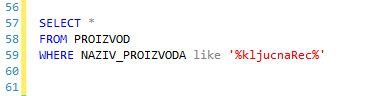 56
57 SELECT *
58 FROM PROIZVOD
59 WHERE NAZIV_PROIZVODA like '%kljucnaRec%'
60
61